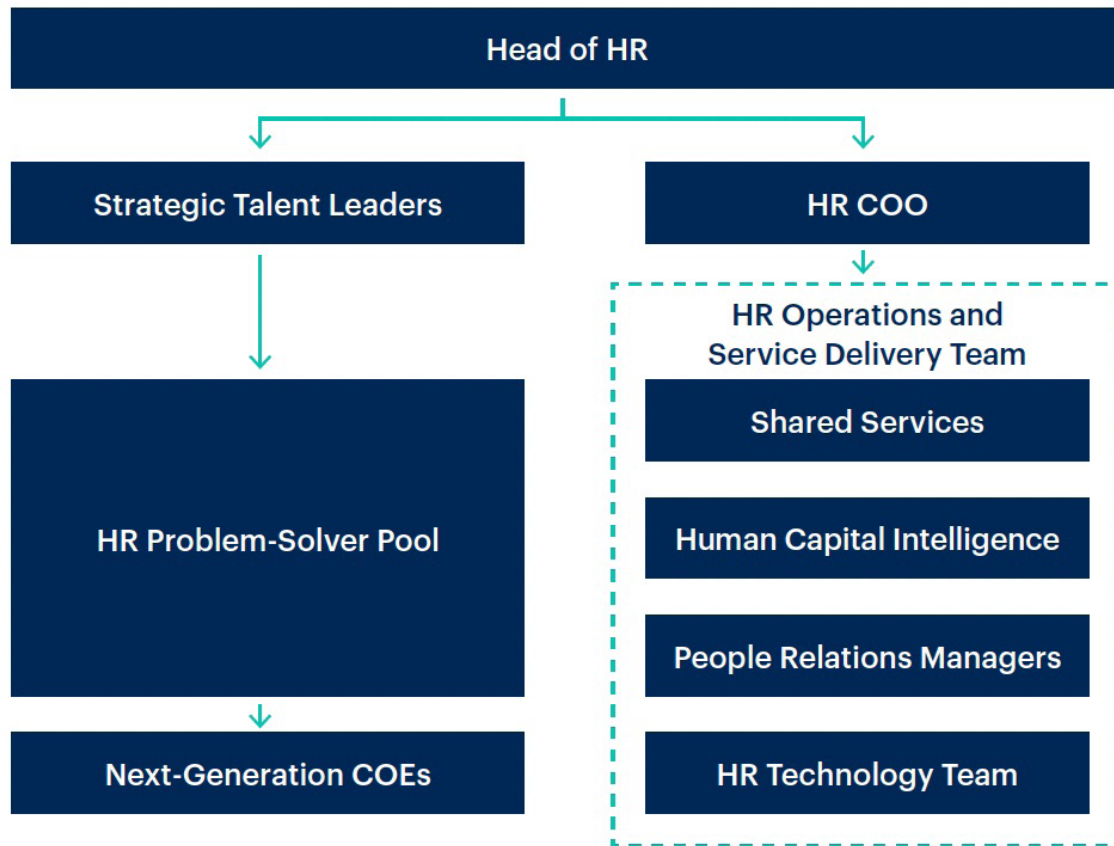 Head of HR
Strategic Talent Leaders
HR COO
HR Operations and
Service Delivery Team
Shared Services
HR Problem-Solver Pool
Human Capital Intelligence
People Relations Managers
Next-Generation COEs
HR Technology Team